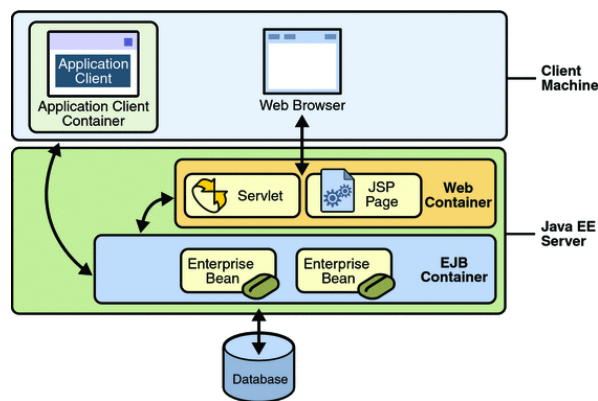 Application
Client
Application Client
Container
Web Browser
Client
Machine
Servlet
JSP
Page
Web
Container
Java EE
Server
Enterprise
Bean
Enterprise
Bean
EJB
Container
Database